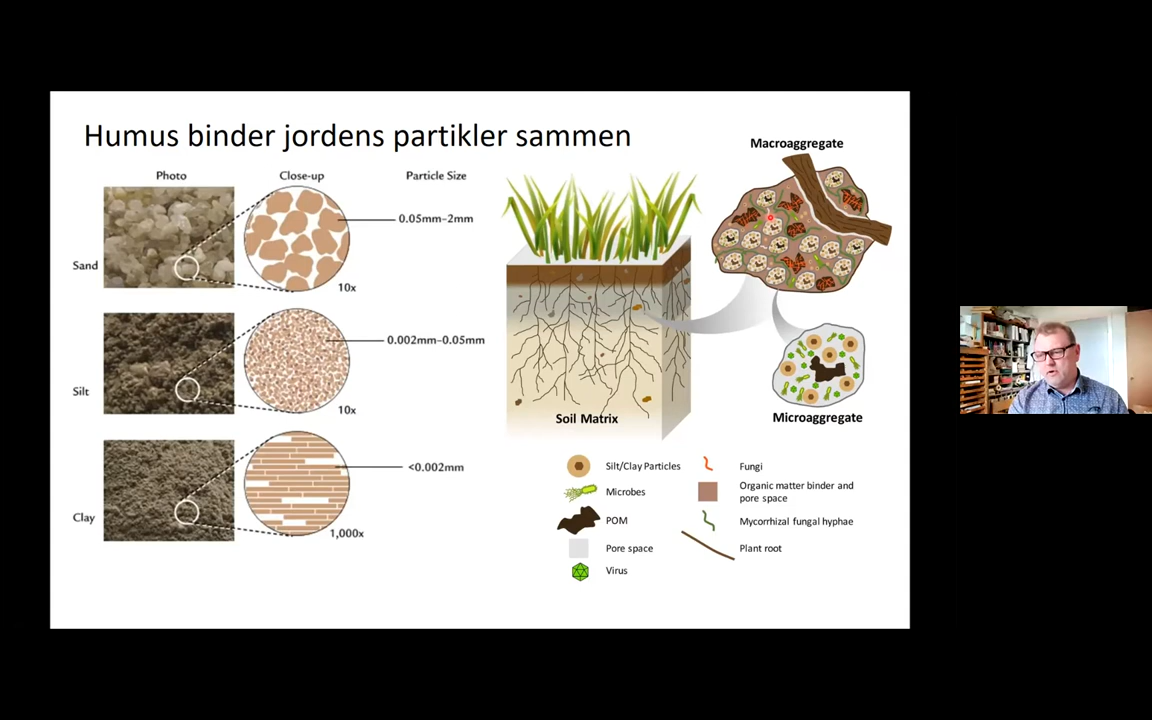 Humus binder jordens partikler sammen
Photo
Close-up
Particle Size
Sand
0.05mm–2mm
10x
Silt
0.002mm–0.05mm
10x
Clay
<0.002mm
1,000x
Macroaggregate
Soil Matrix
Microaggregate
Silt/Clay Particles
Microbes
POM
Pore space
Virus
Fungi
Organic matter binder and
pore space
Mycorrhizal fungal hyphae
Plant root